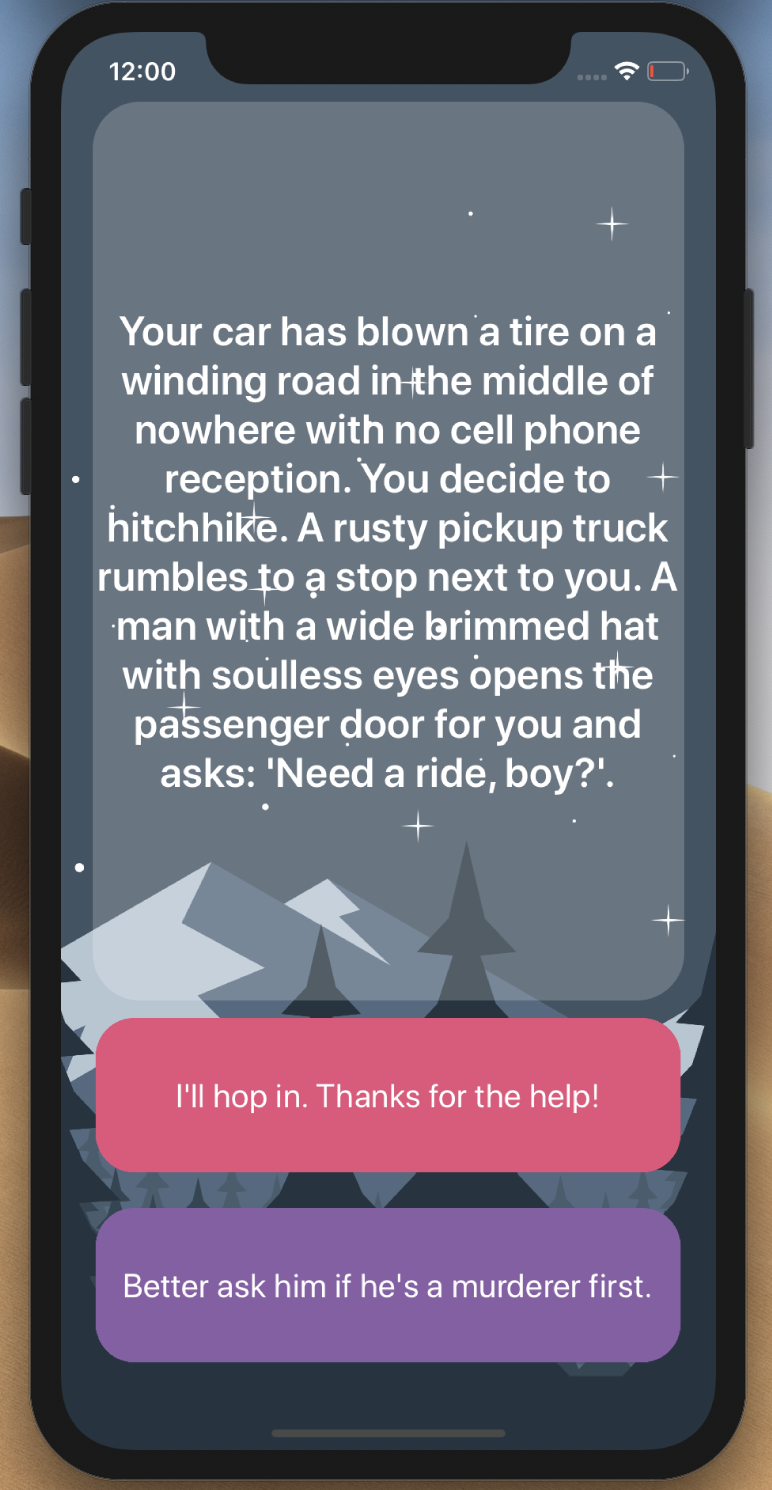 12:00
Your car has blown a tire on a
winding road in the middle of
nowhere with no cell phone
reception. You decide to
hitchhike. A rusty pickup truck
rumbles to a stop next to you. A
man with a wide brimmed hat
with soulless eyes opens the
passenger door for you and
asks: 'Need a ride, boy?'.
I'll hop in. Thanks for the help!
Better ask him if he's a murderer first.